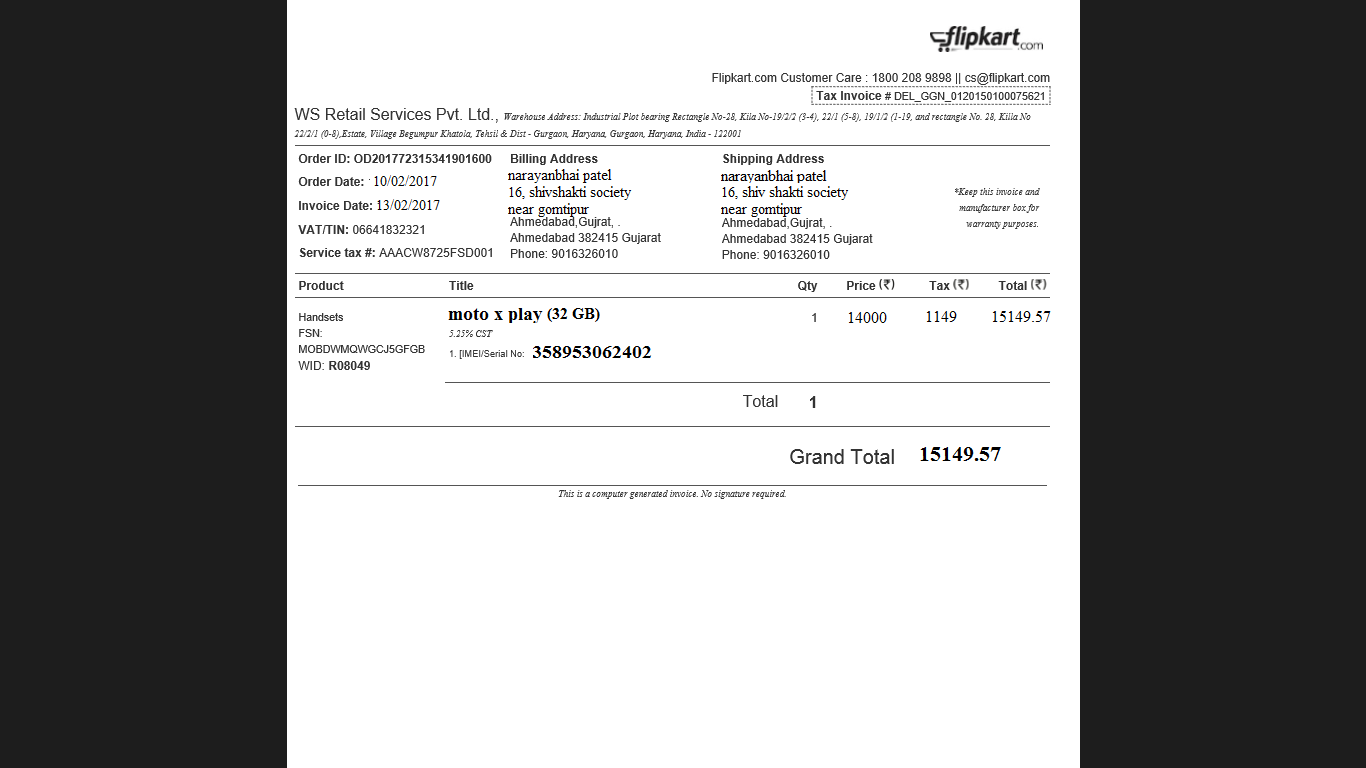 flipkart.com
Flipkart.com Customer Care : 1800 208 9898 || cs@flipkart.com
Tax Invoice # DEL_GGN_0120150100075621
WS Retail Services Pvt. Ltd., Warehouse Address: Industrial Plot bearing Rectangle No-28, Kila No-19/2/2 (3-4), 22/1 (5-8), 19/1/2 (1-19, and rectangle No. 28, Killa No
22/2/1 (0-8),Estate, Village Begumpur Khatola, Tehsil & Dist - Gurgaon, Haryana, Gurgaon, Haryana, India - 122001
Order ID: OD201772315341901600
Order Date: 10/02/2017
Invoice Date: 13/02/2017
VAT/TIN: 06641832321
Service tax #: AAACW8725FSD001
Billing Address
narayanbhai patel
16, shivshakti society
near gomtipur
Ahmedabad,Gujrat, .
Ahmedabad 382415 Gujarat
Phone: 9016326010
Shipping Address
narayanbhai patel
16, shiv shakti society
near gomtipur
Ahmedabad,Gujrat, .
Ahmedabad 382415 Gujarat
Phone: 9016326010
*Keep this invoice and
manufacturer box for
warranty purposes.
Product Title Qty Price (₹) Tax (₹) Total (₹)
Handsets
FSN:
MOBDWMQWGCJ5GFGB
WID: R08049
moto x play (32 GB) 1 14000 1149 15149.57
5.25% CST
1. [IMEI/Serial No: 358953062402
Total 1
Grand Total 15149.57
This is a computer generated invoice. No signature required.